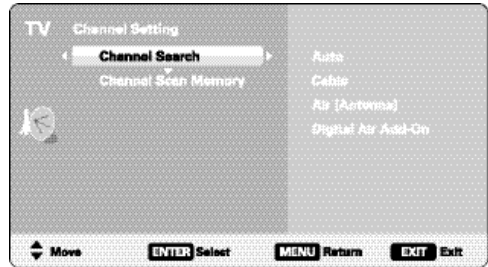 TV Channel Setting
Channel Search
Channel Scan Memory
Auto
Cable
Air [Antenna]
Digital Air Add-On
Move ENTER Select MENU Return EXIT Exit